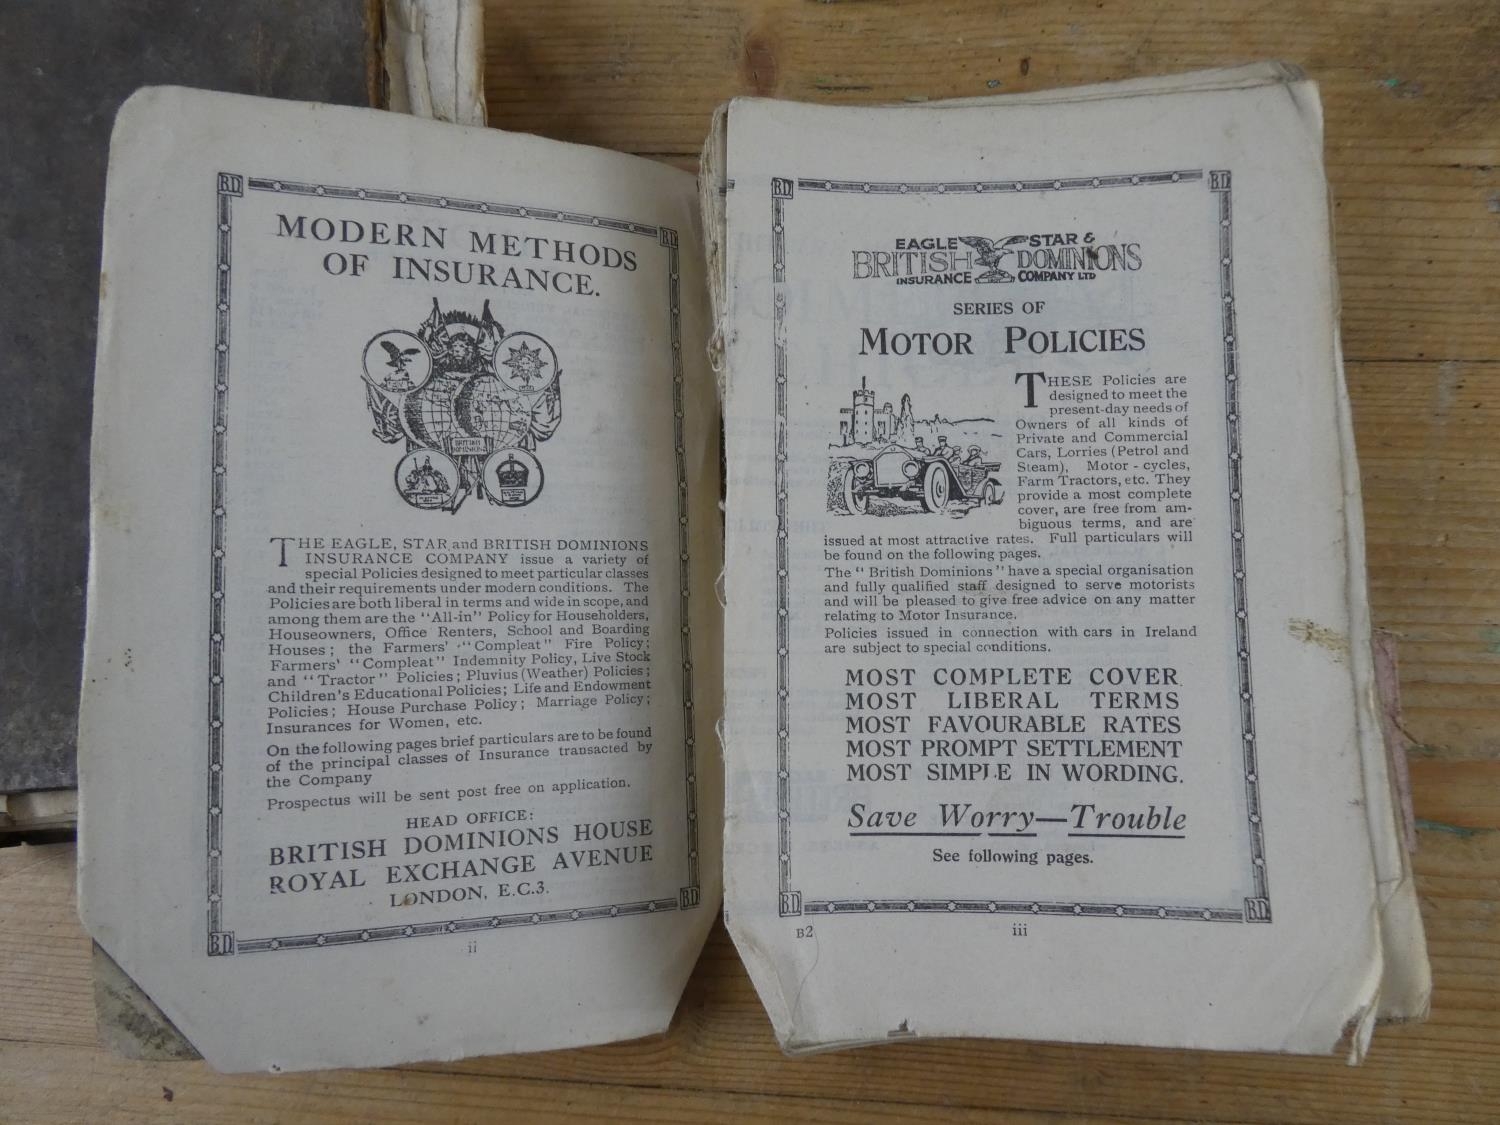 B.D. B.D.
MODERN METHODS
OF INSURANCE.
BRITISH
DOMINIONS
THE EAGLE, STAR and BRITISH DOMINIONS
INSURANCE COMPANY issue a variety of
special Policies designed to meet particular classes
and their requirements under modern conditions. The
Policies are both liberal in terms and wide in scope, and
among them are the "All-in" Policy for Householders,
Houseowners, Office Renters, School and Boarding
Houses; the Farmers' "Compleat" Fire Policy;
Farmers' "Compleat" Indemnity Policy, Live Stock
and "Tractor" Policies; Pluvius (Weather) Policies;
Children's Educational Policies; Life and Endowment
Policies; House Purchase Policy; Marriage Policy;
Insurances for Women, etc.
On the following pages brief particulars are to be found
of the principal classes of Insurance transacted by
the Company
Prospectus will be sent post free on application.
HEAD OFFICE:
BRITISH DOMINIONS HOUSE
ROYAL EXCHANGE AVENUE
LONDON, E.C.3.
B.D. B.D.
ii
B.D. B.D.
EAGLE STAR &
BRITISH DOMINIONS
INSURANCE COMPANY LTD
SERIES OF
MOTOR POLICIES
THESE Policies are
designed to meet the
present-day needs of
Owners of all kinds of
Private and Commercial
Cars, Lorries (Petrol and
Steam), Motor-cycles,
Farm Tractors, etc. They
provide a most complete
cover, are free from am-
biguous terms, and are
issued at most attractive rates. Full particulars will
be found on the following pages.
The "British Dominions" have a special organisation
and fully qualified staff designed to serve motorists
and will be pleased to give free advice on any matter
relating to Motor Insurance.
Policies issued in connection with cars in Ireland
are subject to special conditions.
MOST COMPLETE COVER
MOST LIBERAL TERMS
MOST FAVOURABLE RATES
MOST PROMPT SETTLEMENT
MOST SIMPLE IN WORDING.
Save Worry—Trouble
See following pages.
B.D. B.D.
B2 iii